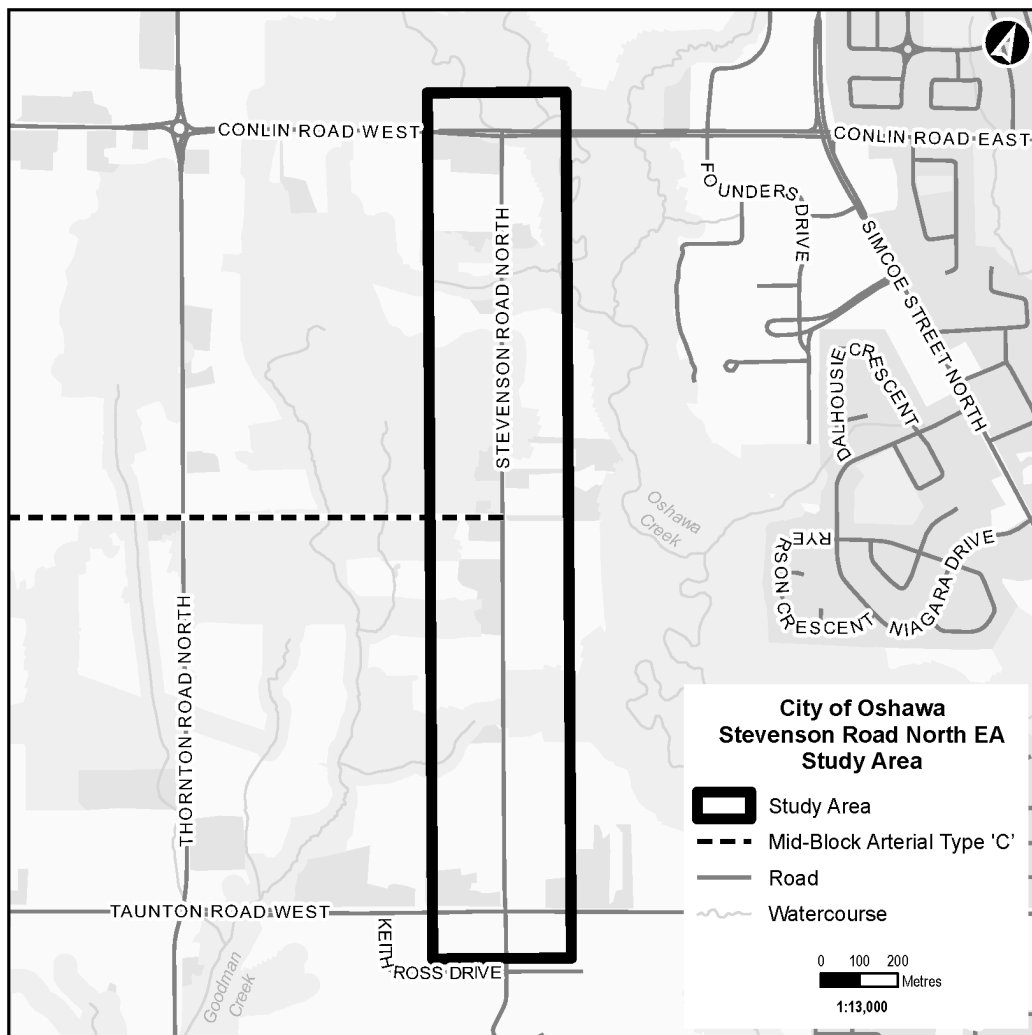 CONLIN ROAD WEST
CONLIN ROAD EAST
FOUNDERS DRIVE
SIMCOE STREET NORTH
STEVENSON ROAD NORTH
DALHOUSIE CRESCENT
Oshawa
Creek
RYE
RSON CRESCENT
NIAGARA DRIVE
THORNTON ROAD NORTH
TAUNTON ROAD WEST
KEITH
ROSS DRIVE
Goodman
Creek
City of Oshawa
Stevenson Road North EA
Study Area
Study Area
Mid-Block Arterial Type 'C'
Road
Watercourse
0 100 200
Metres
1:13,000